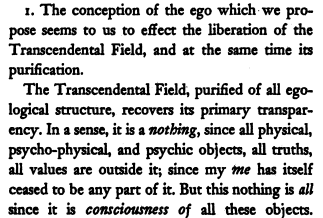 1. The conception of the ego which we pro-
pose seems to us to effect the liberation of the
Transcendental Field, and at the same time its
purification.
The Transcendental Field, purified of all ego-
logical structure, recovers its primary transpar-
ency. In a sense, it is a nothing, since all physical,
psycho-physical, and psychic objects, all truths,
all values are outside it; since my me has itself
ceased to be any part of it. But this nothing is all
since it is consciousness of all these objects.